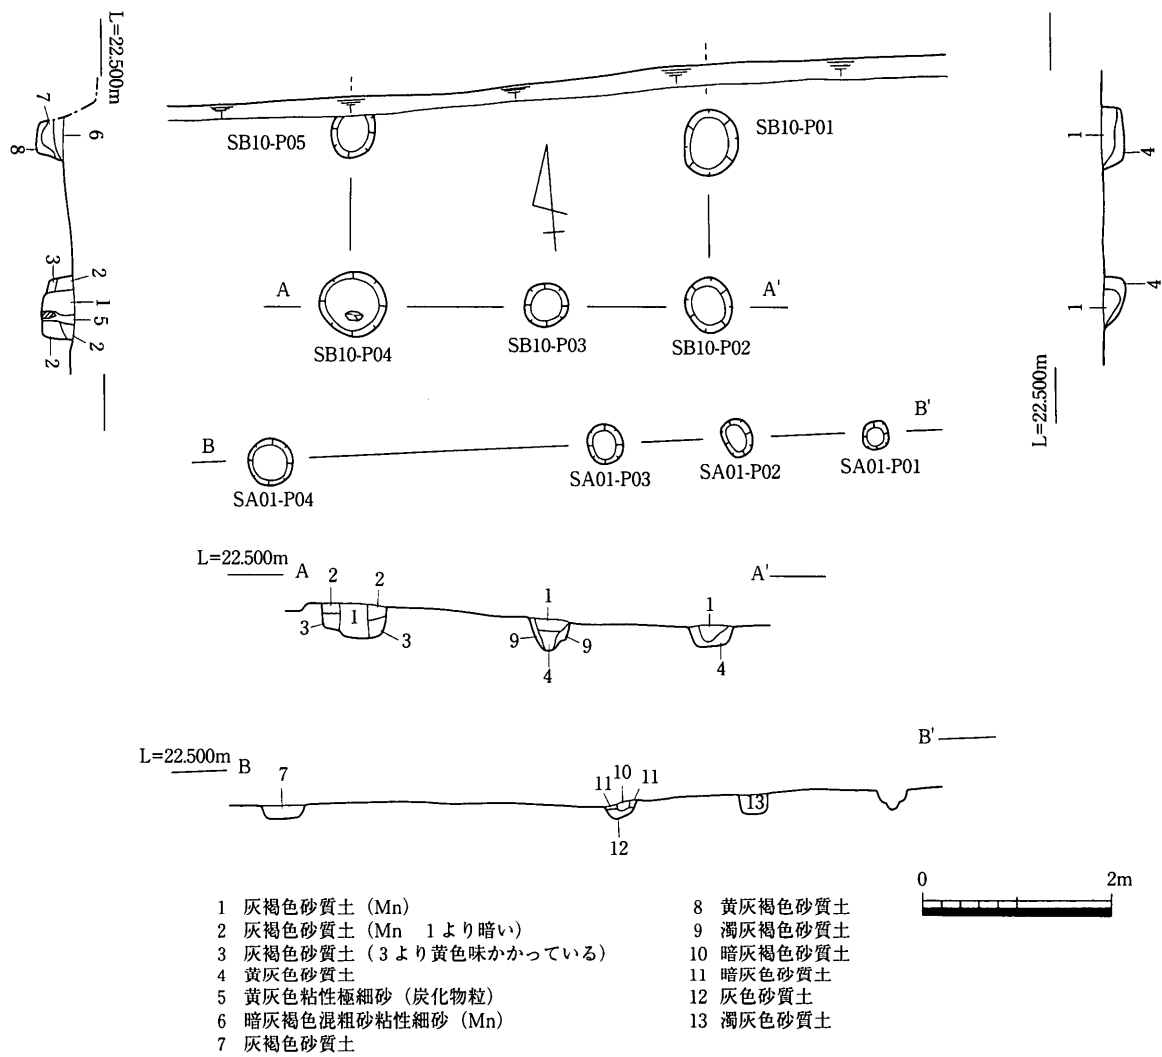 L=22.500m
7
6
8
SB10-P05
SB10-P01
1
4
3
2
1
5
2
2
4
1
A
A'
SB10-P04
SB10-P03
SB10-P02
L=22.500m
B
B'
SA01-P04
SA01-P03
SA01-P02
SA01-P01
L=22.500m
A
A'
2
2
1
3
3
1
9
9
4
1
4
L=22.500m
B
B'
7
11
10
11
12
13
0
2m
1 灰褐色砂質土(Mn)
2 灰褐色砂質土(Mn 1より暗い)
3 灰褐色砂質土(3より黄色味かかっている)
4 黄灰色砂質土
5 黄灰色粘性極細砂(炭化物粒)
6 暗灰褐色混粗砂粘性細砂(Mn)
7 灰褐色砂質土
8 黄灰褐色砂質土
9 濁灰褐色砂質土
10 暗灰褐色砂質土
11 暗灰色砂質土
12 灰色砂質土
13 濁灰色砂質土